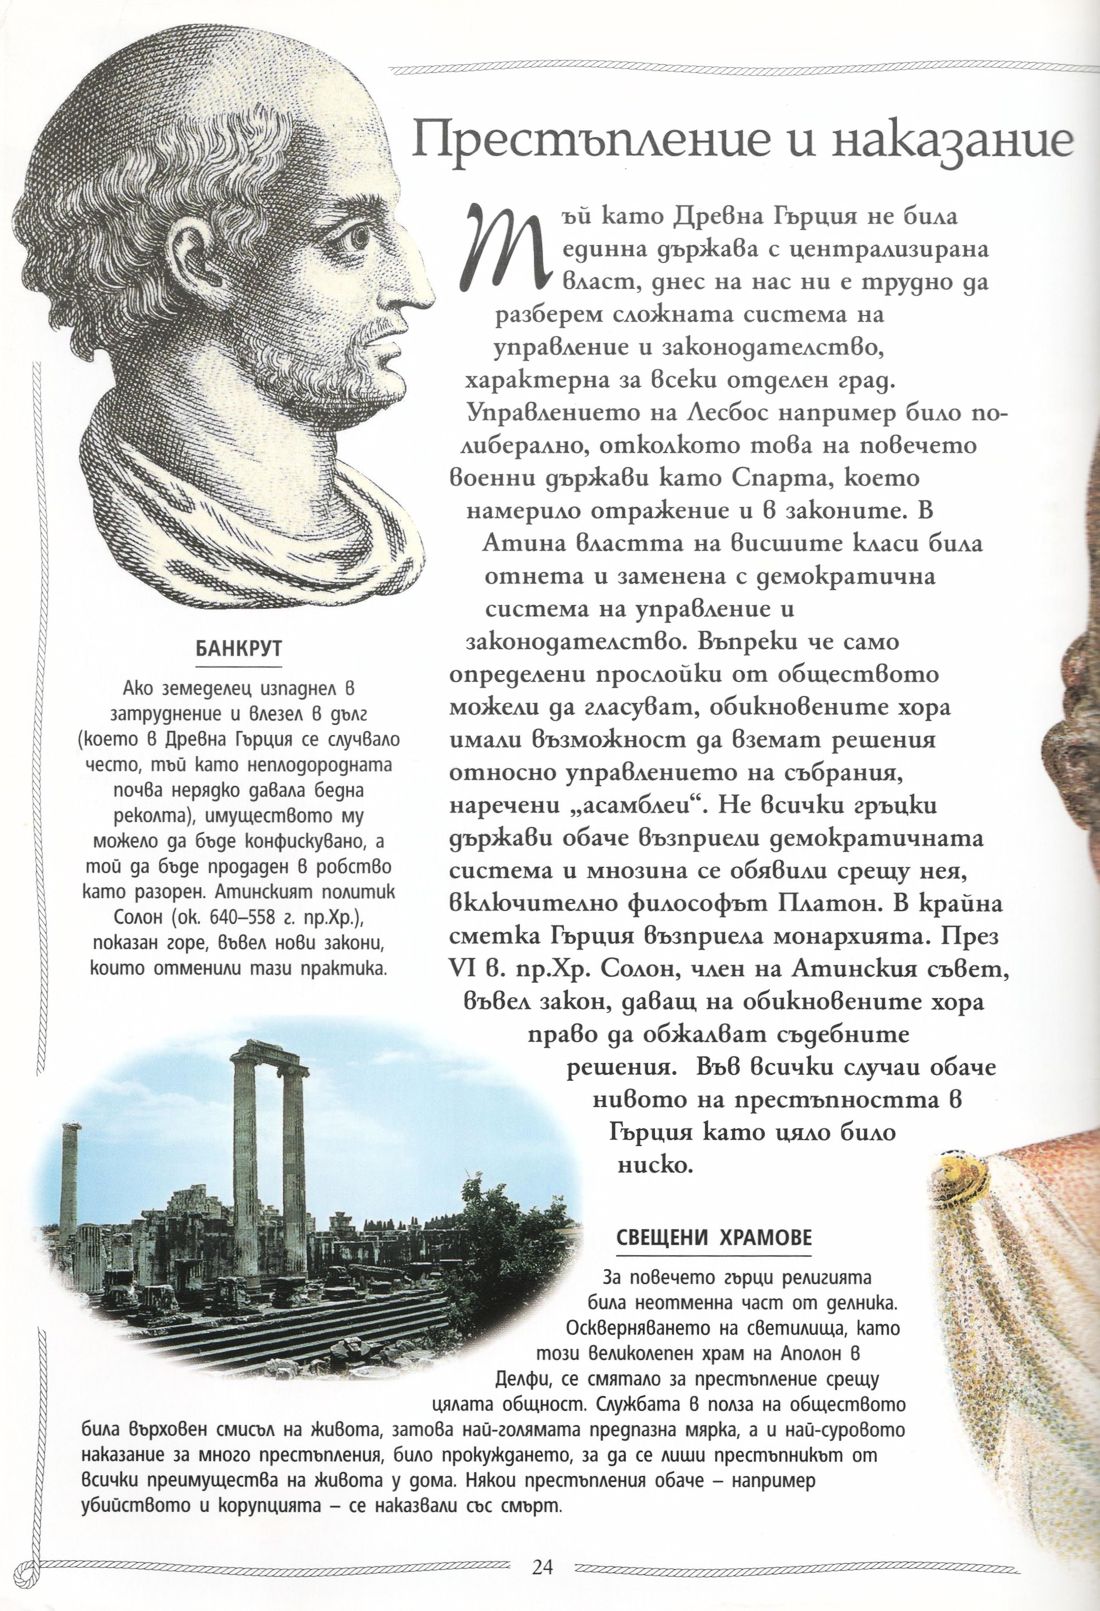 Престъпление и наказание
Тъй като Древна Гърция не била
единна държава с централизирана
власт, днес на нас ни е трудно да
разберем сложната система на
управление и законодателство,
характерна за всеки отделен град.
Управлението на Лесбос например било по-
либерално, отколкото това на повечето
военни държави като Спарта, което
намерило отражение и в законите. В
Атина властта на висшите класи била
отнета и заменена с демократична
система на управление и
законодателство. Въпреки че само
определени прослойки от обществото
можели да гласуват, обикновените хора
имали възможност да вземат решения
относно управлението на събрания,
наречени „асамблеи“. Не всички гръцки
държави обаче възприели демократичната
система и мнозина се обявили срещу нея,
включително философът Платон. В крайна
сметка Гърция възприела монархията. През
VI в. пр.Хр. Солон, член на Атинския съвет,
въвел закон, даващ на обикновените хора
право да обжалват съдебните
решения. Във всички случаи обаче
нивото на престъпността в
Гърция като цяло било
ниско.
БАНКРУТ
Ако земеделец изпаднел в
затруднение и влезел в дълг
(което в Древна Гърция се случвало
често, тъй като неплодородната
почва нерядко давала бедна
реколта), имуществото му
можело да бъде конфискувано, а
той да бъде продаден в робство
като разорен. Атинският политик
Солон (ок. 640–558 г. пр.Хр.),
показан горе, въвел нови закони,
които отменили тази практика.
СВЕЩЕНИ ХРАМОВЕ
За повечето гърци религията
била неотменна част от делника.
Оскверняването на светилища, като
този великолепен храм на Аполон в
Делфи, се смятало за престъпление срещу
цялата общност. Службата в полза на обществото
била върховен смисъл на живота, затова най-голямата предпазна мярка, а и най-суровото
наказание за много престъпления, било прокуждането, за да се лиши престъпникът от
всички преимущества на живота у дома. Някои престъпления обаче – например
убийството и корупцията – се наказвали със смърт.
24